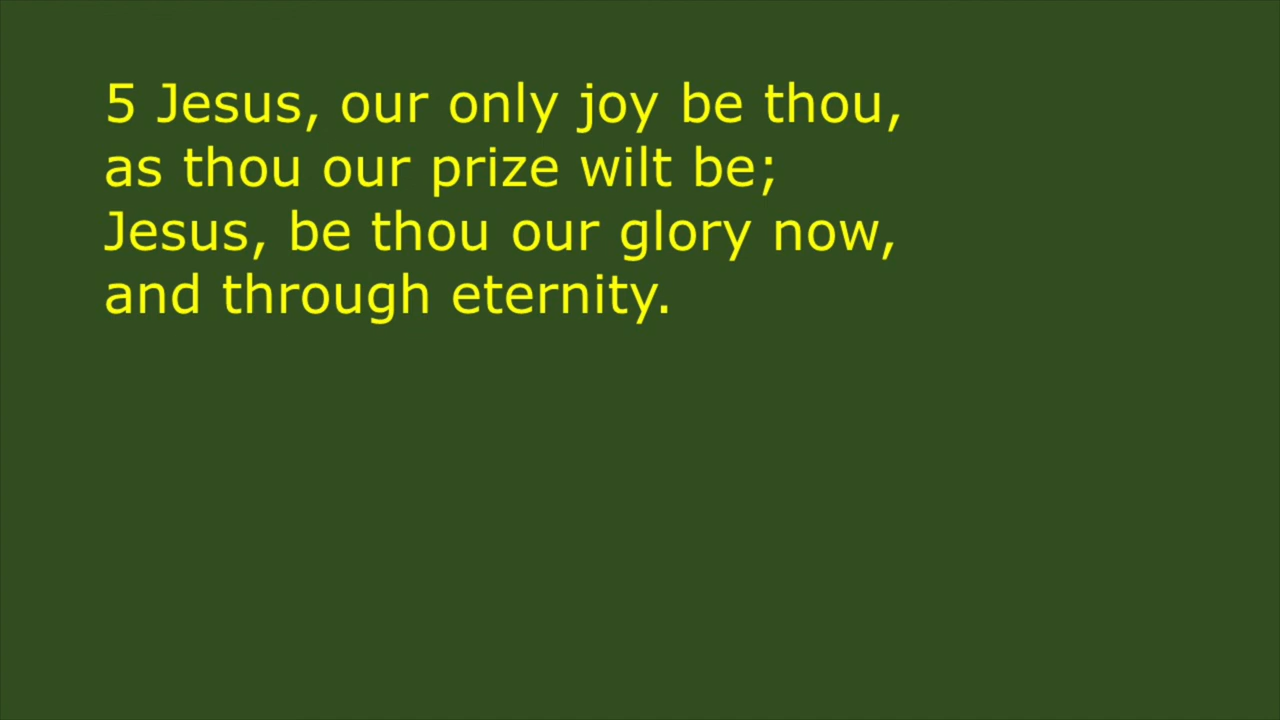 5 Jesus, our only joy be thou,
as thou our prize wilt be;
Jesus, be thou our glory now,
and through eternity.